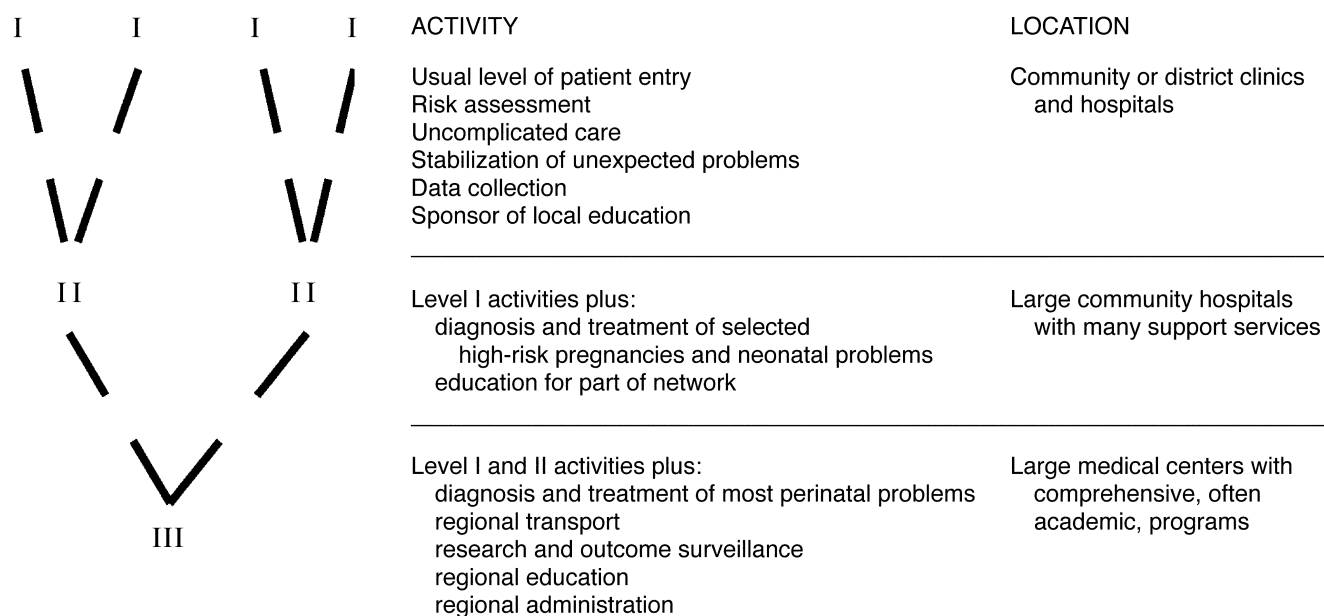 I I I I
ACTIVITY LOCATION
Usual level of patient entry Community or district clinics
Risk assessment and hospitals
Uncomplicated care
Stabilization of unexpected problems
Data collection
Sponsor of local education
II II
Level I activities plus: Large community hospitals
diagnosis and treatment of selected with many support services
high-risk pregnancies and neonatal problems
education for part of network
Level I and II activities plus: Large medical centers with
diagnosis and treatment of most perinatal problems comprehensive, often
regional transport academic, programs
III
research and outcome surveillance
regional education
regional administration